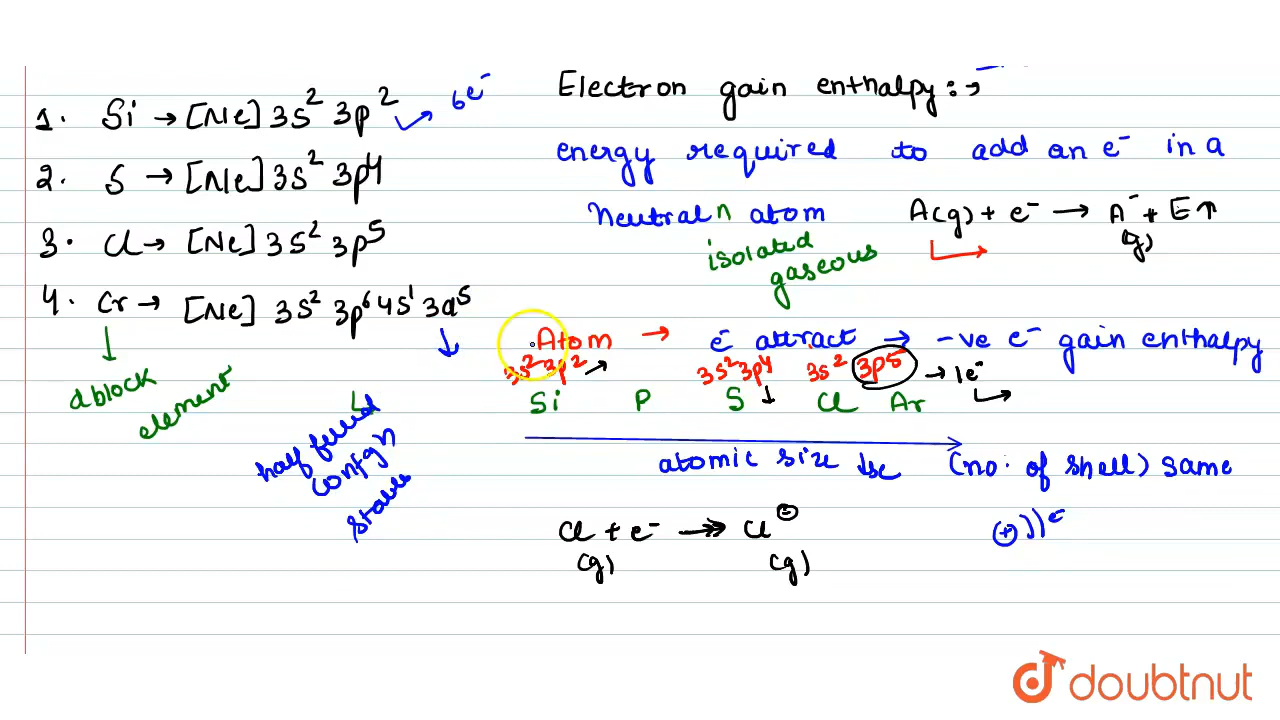 1. Si → [Ne] 3s² 3p² 6e⁻
2. S → [Ne] 3s² 3p⁴
3. Cl → [Ne] 3s² 3p⁵
4. Cr → [Ne] 3s² 3p⁶ 4s¹ 3d⁵
d block
element
half filled
config n
stable
Electron gain enthalpy :→
energy required to add an e⁻ in a
Neutral n atom
isolated
gaseous
A(g) + e⁻ → A⁻ + E↑
(g)
Atom → e⁻ attract → -ve e⁻ gain enthalpy
3s² 3p² 3s² 3p⁴ 3s² 3p⁵ → 1e⁻
Si P S Cl Ar
atomic size ↓se (no. of shell) same
Cl + e⁻ → Cl⊖
(g) (g)
⊕ ))e⁻
doubtnut